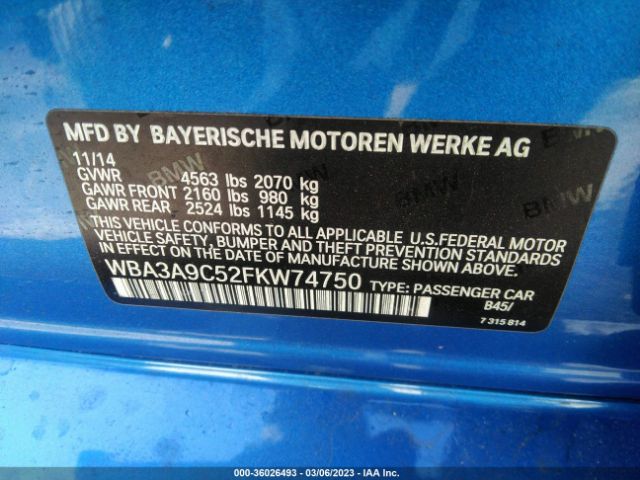 MFD BY BAYERISCHE MOTOREN WERKE AG
11/14
GVWR 4563 lbs 2070 kg
GAWR FRONT 2160 lbs 980 kg
GAWR REAR 2524 lbs 1145 kg
THIS VEHICLE CONFORMS TO ALL APPLICABLE U.S.FEDERAL MOTOR
VEHICLE SAFETY, BUMPER AND THEFT PREVENTION STANDARDS
IN EFFECT ON THE DATE OF MANUFACTURE SHOWN ABOVE.
WBA3A9C52FKW74750 TYPE: PASSENGER CAR
B45/
7 315 814
BMW
BMW
BMW
000-36026493 - 03/06/2023 - IAA Inc.